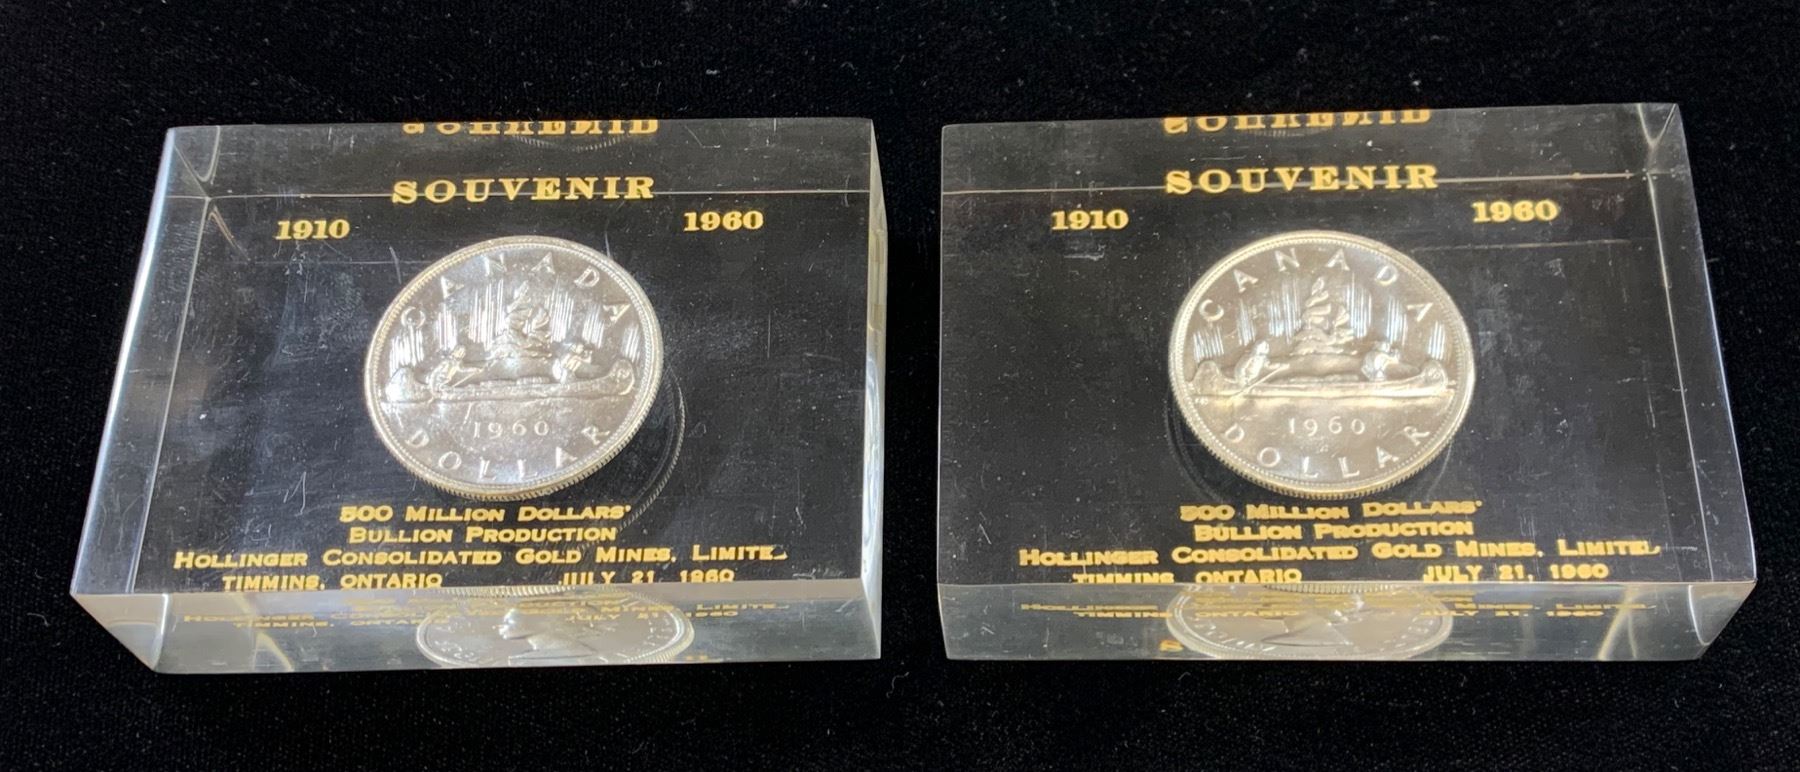 SOUVENIR
1910 1960
CANADA
1960
DOLLAR
500 MILLION DOLLARS'
BULLION PRODUCTION
HOLLINGER CONSOLIDATED GOLD MINES, LIMITED
TIMMINS, ONTARIO JULY 21, 1960
SOUVENIR
1910 1960
CANADA
1960
DOLLAR
500 MILLION DOLLARS'
BULLION PRODUCTION
HOLLINGER CONSOLIDATED GOLD MINES, LIMITED
TIMMINS, ONTARIO JULY 21, 1960